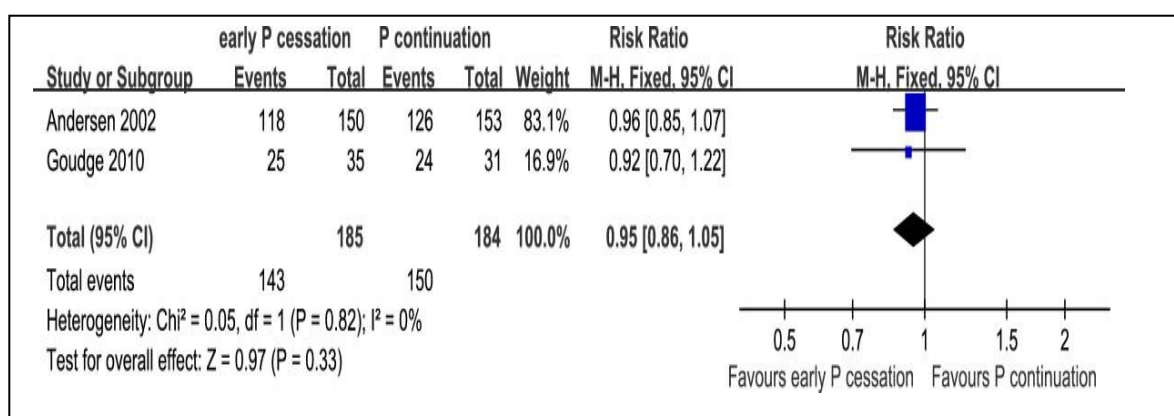 early P cessation P continuation Risk Ratio Risk Ratio
Study or Subgroup Events Total Events Total Weight M-H, Fixed, 95% CI M-H, Fixed, 95% CI
Andersen 2002 118 150 126 153 83.1% 0.96 [0.85, 1.07]
Goudge 2010 25 35 24 31 16.9% 0.92 [0.70, 1.22]
Total (95% CI) 185 184 100.0% 0.95 [0.86, 1.05]
Total events 143 150
Heterogeneity: Chi² = 0.05, df = 1 (P = 0.82); I² = 0%
Test for overall effect: Z = 0.97 (P = 0.33)
0.5 0.7 1 1.5 2
Favours early P cessation Favours P continuation